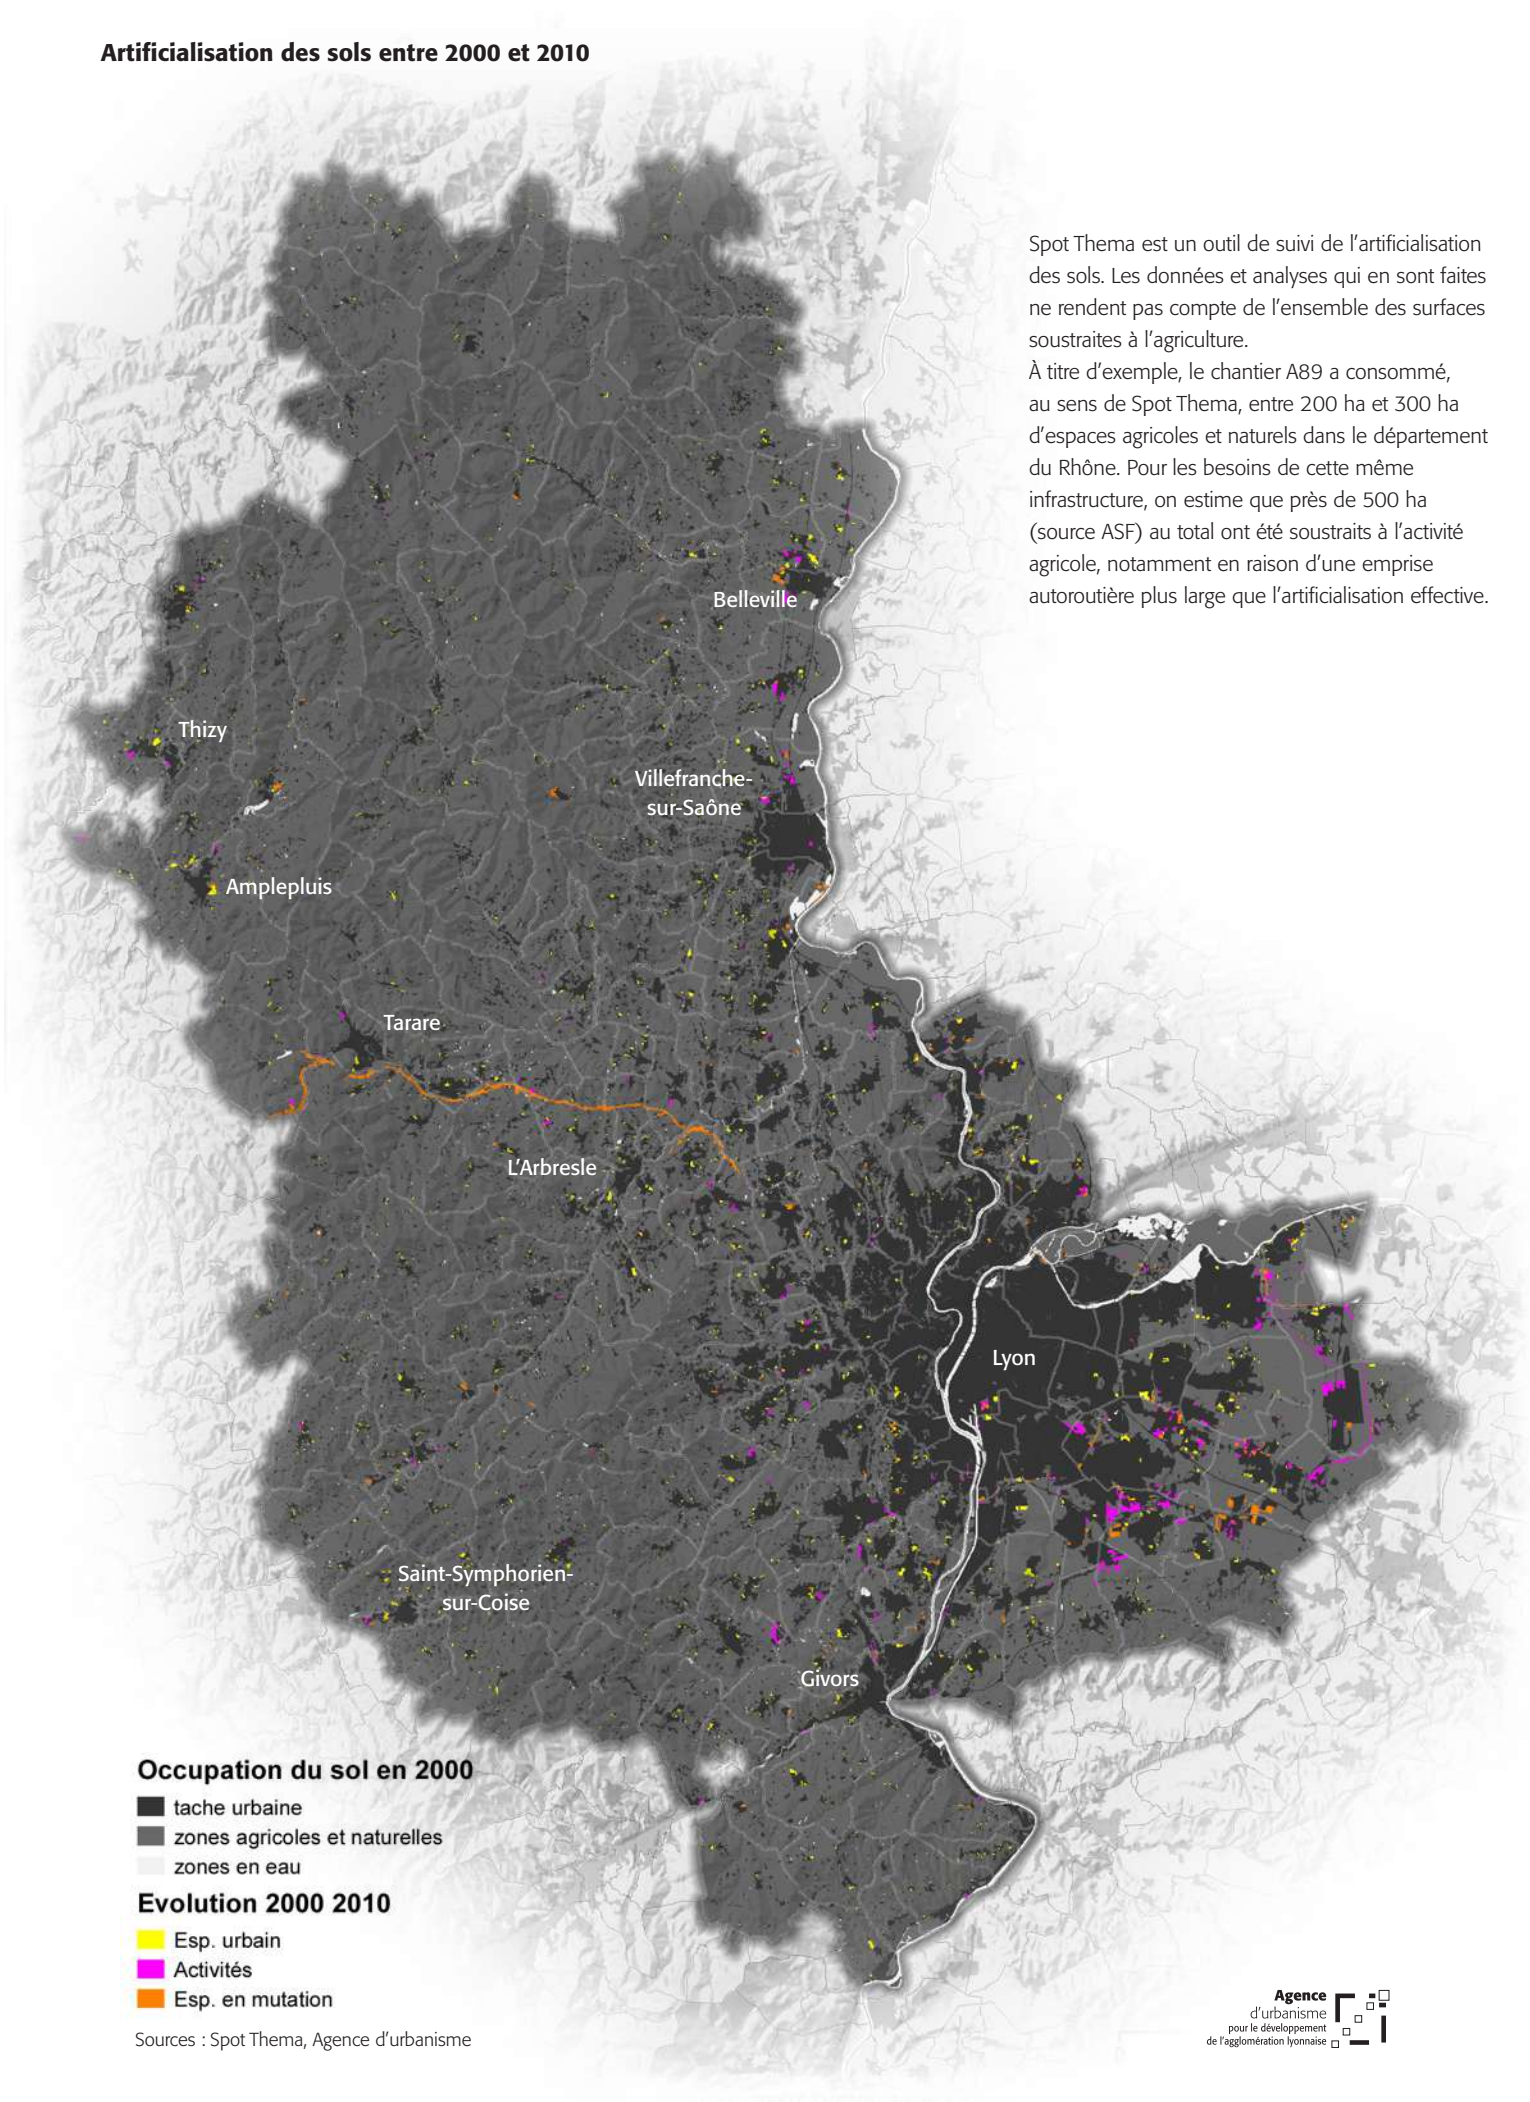 Artificialisation des sols entre 2000 et 2010
Spot Thema est un outil de suivi de l'artificialisation
des sols. Les données et analyses qui en sont faites
ne rendent pas compte de l'ensemble des surfaces
soustraites à l'agriculture.
À titre d'exemple, le chantier A89 a consommé,
au sens de Spot Thema, entre 200 ha et 300 ha
d'espaces agricoles et naturels dans le département
du Rhône. Pour les besoins de cette même
infrastructure, on estime que près de 500 ha
(source ASF) au total ont été soustraits à l'activité
agricole, notamment en raison d'une emprise
autoroutière plus large que l'artificialisation effective.
Belleville
Thizy
Villefranche-
sur-Saône
Amplepluis
Tarare
L'Arbresle
Lyon
Saint-Symphorien-
sur-Coise
Givors
Occupation du sol en 2000
tache urbaine
zones agricoles et naturelles
zones en eau
Evolution 2000 2010
Esp. urbain
Activités
Esp. en mutation
Sources : Spot Thema, Agence d'urbanisme
Agence
d'urbanisme
pour le développement
de l'agglomération lyonnaise